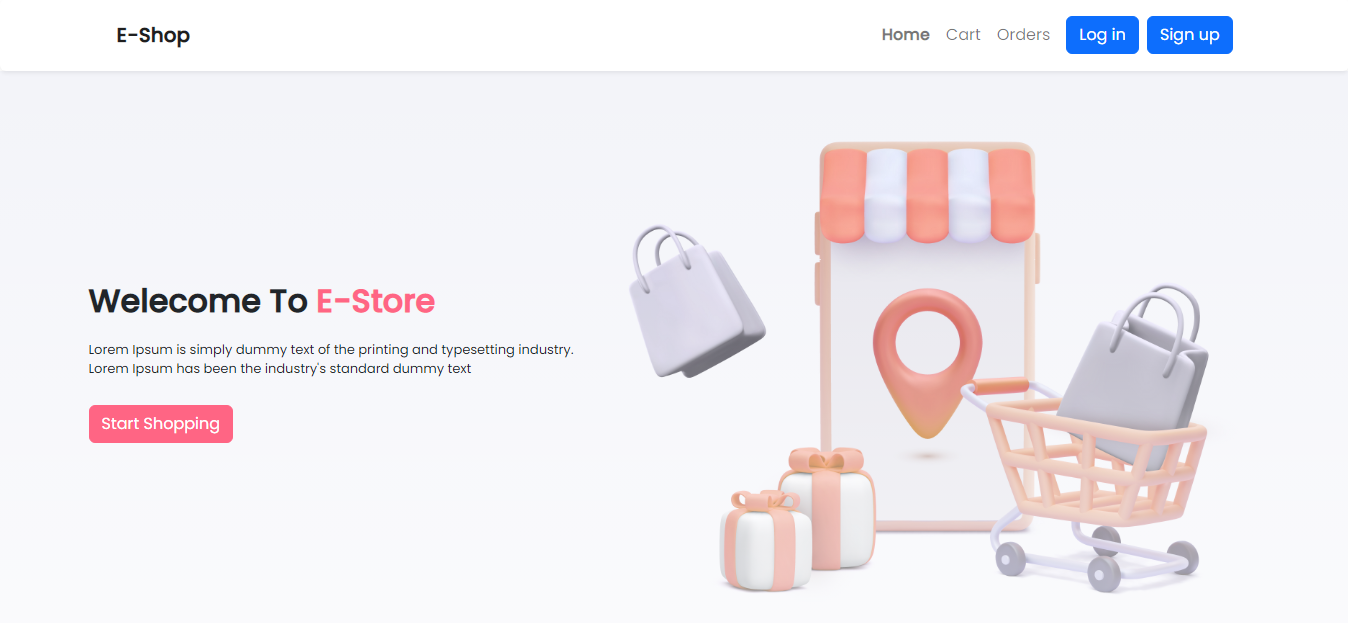 E-Shop
Home Cart Orders Log in Sign up
Welecome To E-Store
Lorem Ipsum is simply dummy text of the printing and typesetting industry.
Lorem Ipsum has been the industry's standard dummy text
Start Shopping